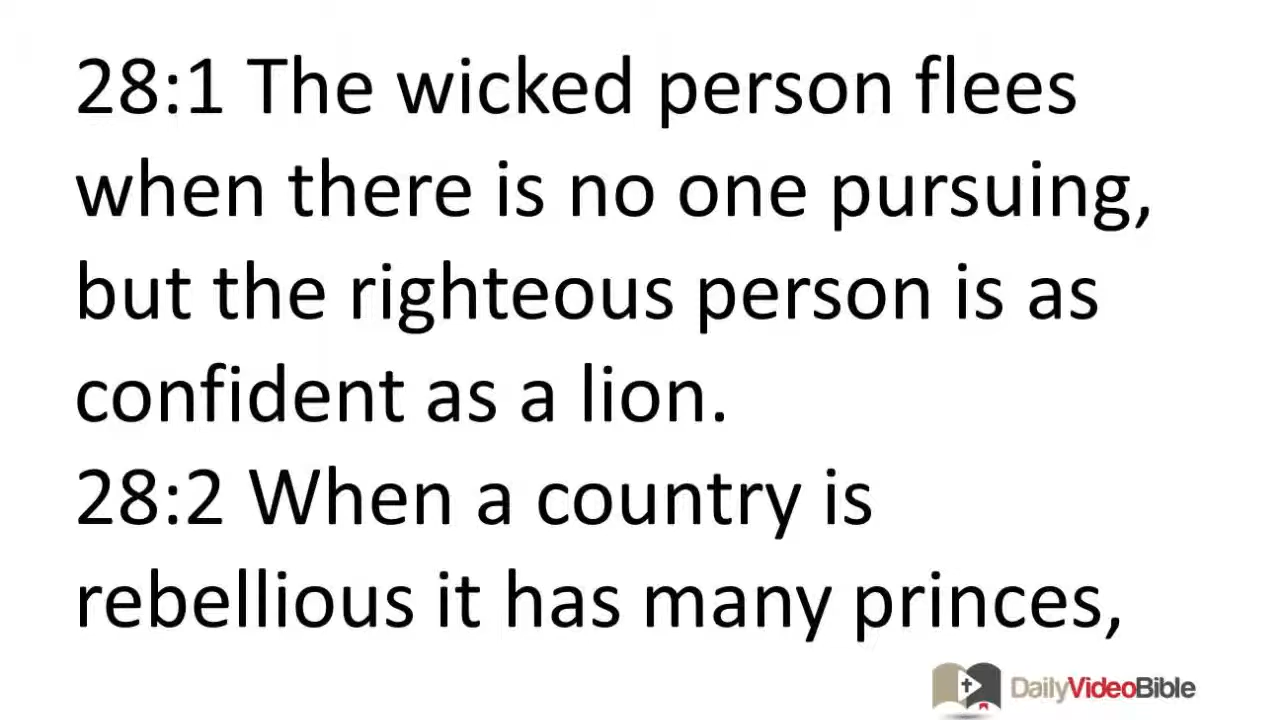 28:1 The wicked person flees
when there is no one pursuing,
but the righteous person is as
confident as a lion.
28:2 When a country is
rebellious it has many princes,
DailyVideoBible